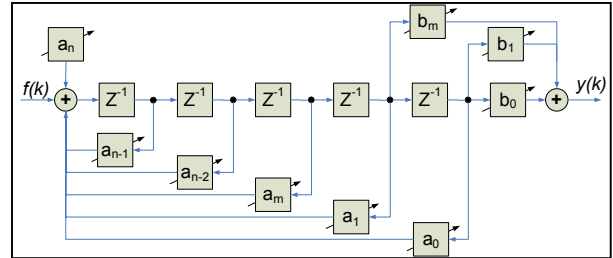 b_m
a_n
b_1
f(k) + Z^-1 Z^-1 Z^-1 Z^-1 Z^-1 b_0 + y(k)
a_n-1
a_n-2
a_m
a_1
a_0